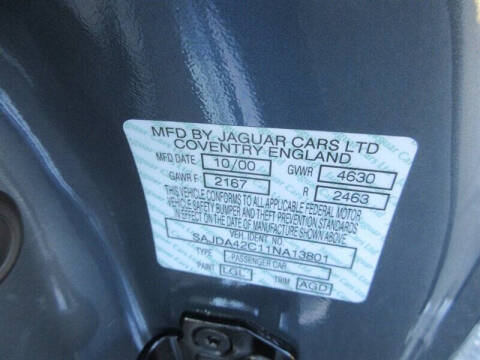 MFD BY JAGUAR CARS LTD
COVENTRY ENGLAND
MFD DATE 10/00 GVWR 4630
GAWR F 2167 R 2463
THIS VEHICLE CONFORMS TO ALL APPLICABLE FEDERAL MOTOR
VEHICLE SAFETY BUMPER AND THEFT PREVENTION STANDARDS
IN EFFECT ON THE DATE OF MANUFACTURE SHOWN ABOVE
VEH. IDENT NO.
SAJDA42C11NA13801
TYPE PASSENGER CAR
PAINT LGL TRIM AGD